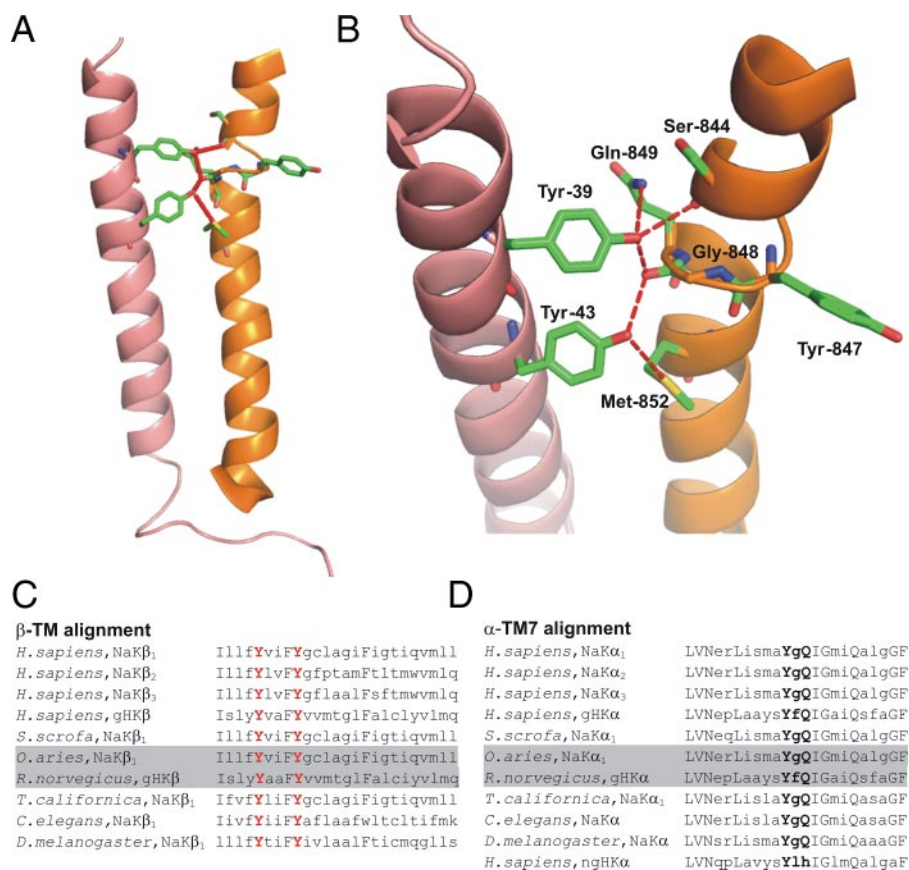 A
B
Ser-844
Gln-849
Tyr-39
Gly-848
Tyr-43
Tyr-847
Met-852
C
β-TM alignment
H.sapiens,NaKβ1 IllfYviFYgclagiFigtiqvmll
H.sapiens,NaKβ2 IllfYlvFYgfptamFtltmwvmlq
H.sapiens,NaKβ3 IllfYlvFYgflaalfsftmwvmlq
H.sapiens,gHKβ IslyYvaFYvvmtglFalclyvlmq
S.scrofa,NaKβ1 IllfYviFYgclagiFigtiqvmll
O.aries,NaKβ1 IllfYviFYgclagiFigtiqvmll
R.norvegicus,gHKβ IslyYaaFYvvmtglFalciyvlmq
T.californica,NaKβ1 IfvfYliFYgclagiFigtiqvmll
C.elegans,NaKβ1 IivfYiiFYaflaafwltcltifmk
D.melanogaster,NaKβ1 lllfYtiFYivlaalFticmqglls
D
α-TM7 alignment
H.sapiens,NaKα1 LVNerLismaYgQIGmiQalgGF
H.sapiens,NaKα2 LVNerLismaYgQIGmiQalgGF
H.sapiens,NaKα3 LVNerLismaYgQIGmiQalgGF
H.sapiens,gHKα LVNepLaaysYfQIGaiQsfaGF
S.scrofa,NaKα1 LVNeqLismaYgQIGmiQalgGF
O.aries,NaKα1 LVNerLismaYgQIGmiQalgGF
R.norvegicus,gHKα LVNepLaaysYfQIGaiQsfaGF
T.californica,NaKα1 LVNerLislaYgQIGmiQasaGF
C.elegans,NaKα LVNerLislaYgQIGmiQasaGF
D.melanogaster,NaKα LVNsrLismaYgQIGmiQaaaGF
H.sapiens,ngHKα LVNqpLavysYlhIGlmQalgaF